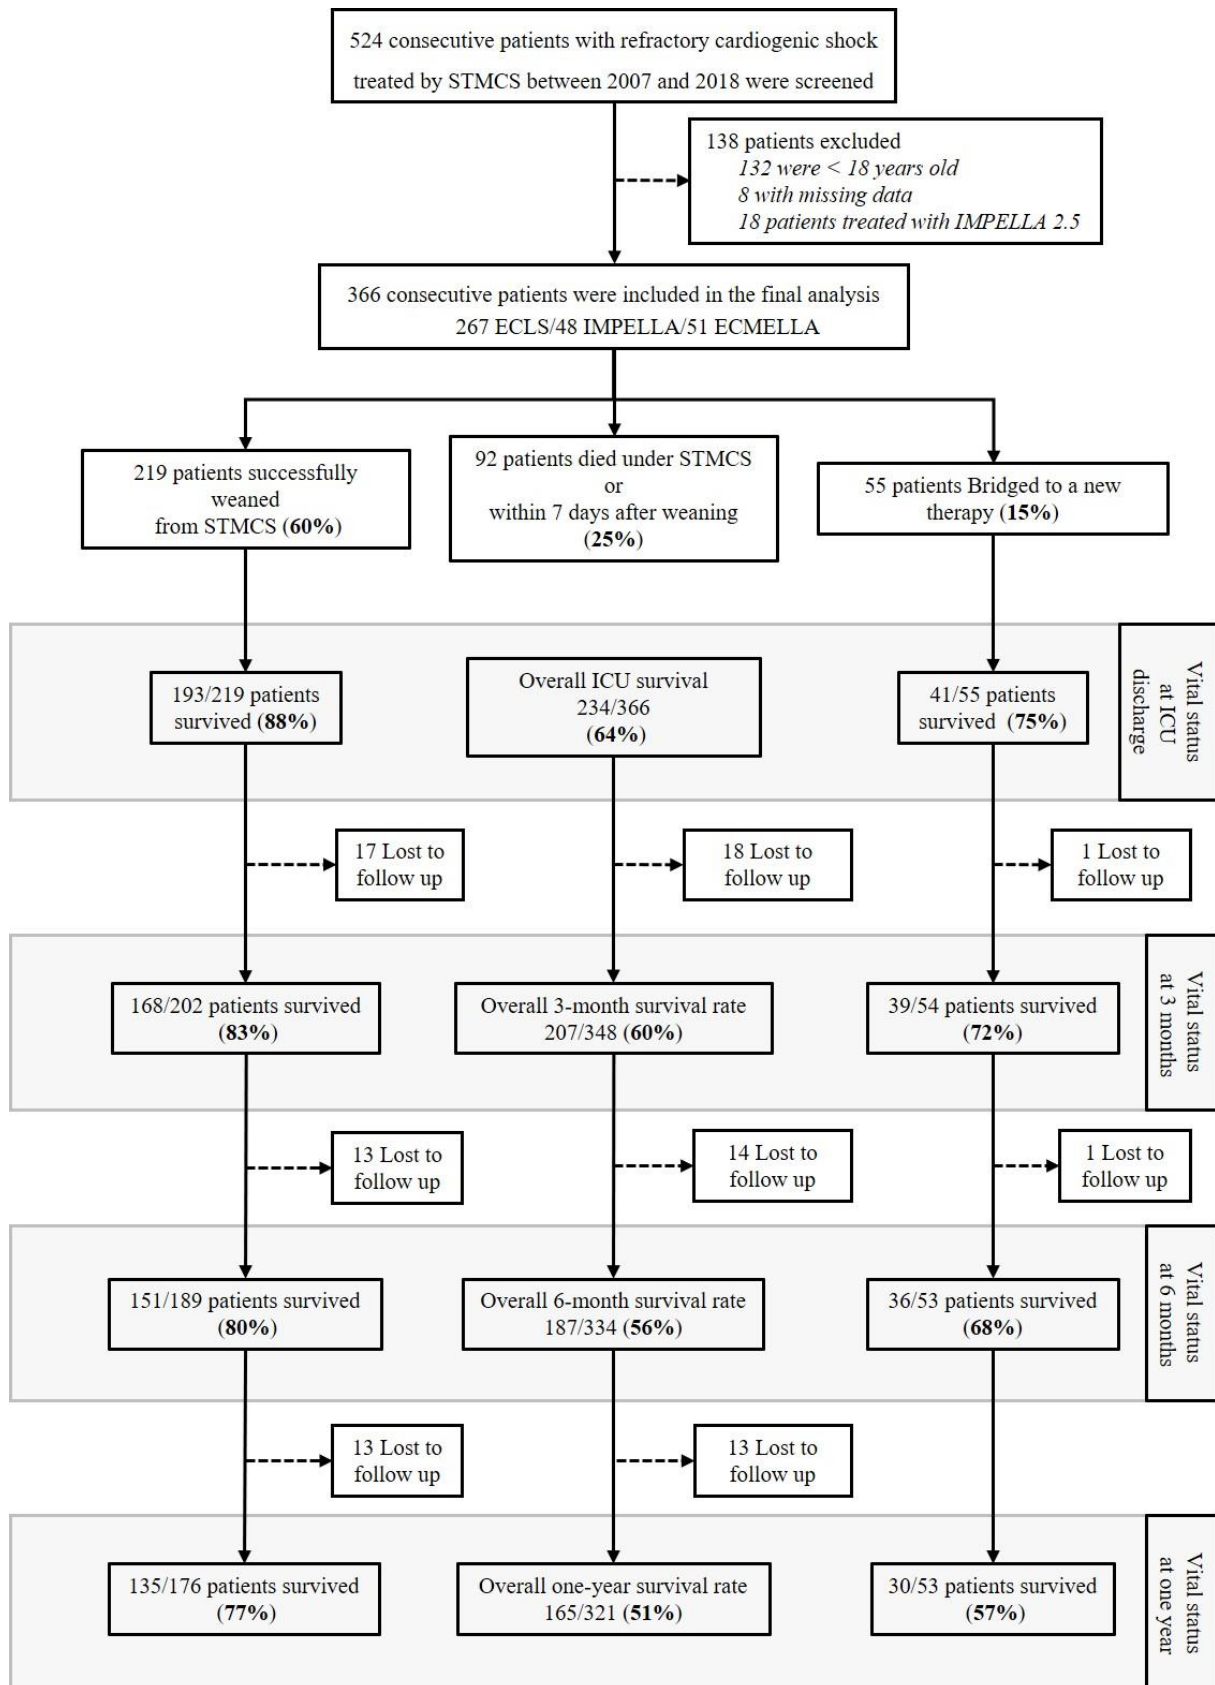 524 consecutive patients with refractory cardiogenic shock
treated by STMCS between 2007 and 2018 were screened
138 patients excluded
132 were < 18 years old
8 with missing data
18 patients treated with IMPELLA 2.5
366 consecutive patients were included in the final analysis
267 ECLS/48 IMPELLA/51 ECMELLA
219 patients successfully
weaned
from STMCS (60%)
92 patients died under STMCS
or
within 7 days after weaning
(25%)
55 patients Bridged to a new
therapy (15%)
193/219 patients
survived (88%)
Overall ICU survival
234/366
(64%)
41/55 patients
survived (75%)
Vital status
at ICU
discharge
17 Lost to
follow up
18 Lost to
follow up
1 Lost to
follow up
168/202 patients survived
(83%)
Overall 3-month survival rate
207/348 (60%)
39/54 patients survived
(72%)
Vital status
at 3 months
13 Lost to
follow up
14 Lost to
follow up
1 Lost to
follow up
151/189 patients survived
(80%)
Overall 6-month survival rate
187/334 (56%)
36/53 patients survived
(68%)
Vital status
at 6 months
13 Lost to
follow up
13 Lost to
follow up
135/176 patients survived
(77%)
Overall one-year survival rate
165/321 (51%)
30/53 patients survived
(57%)
Vital status
at one year